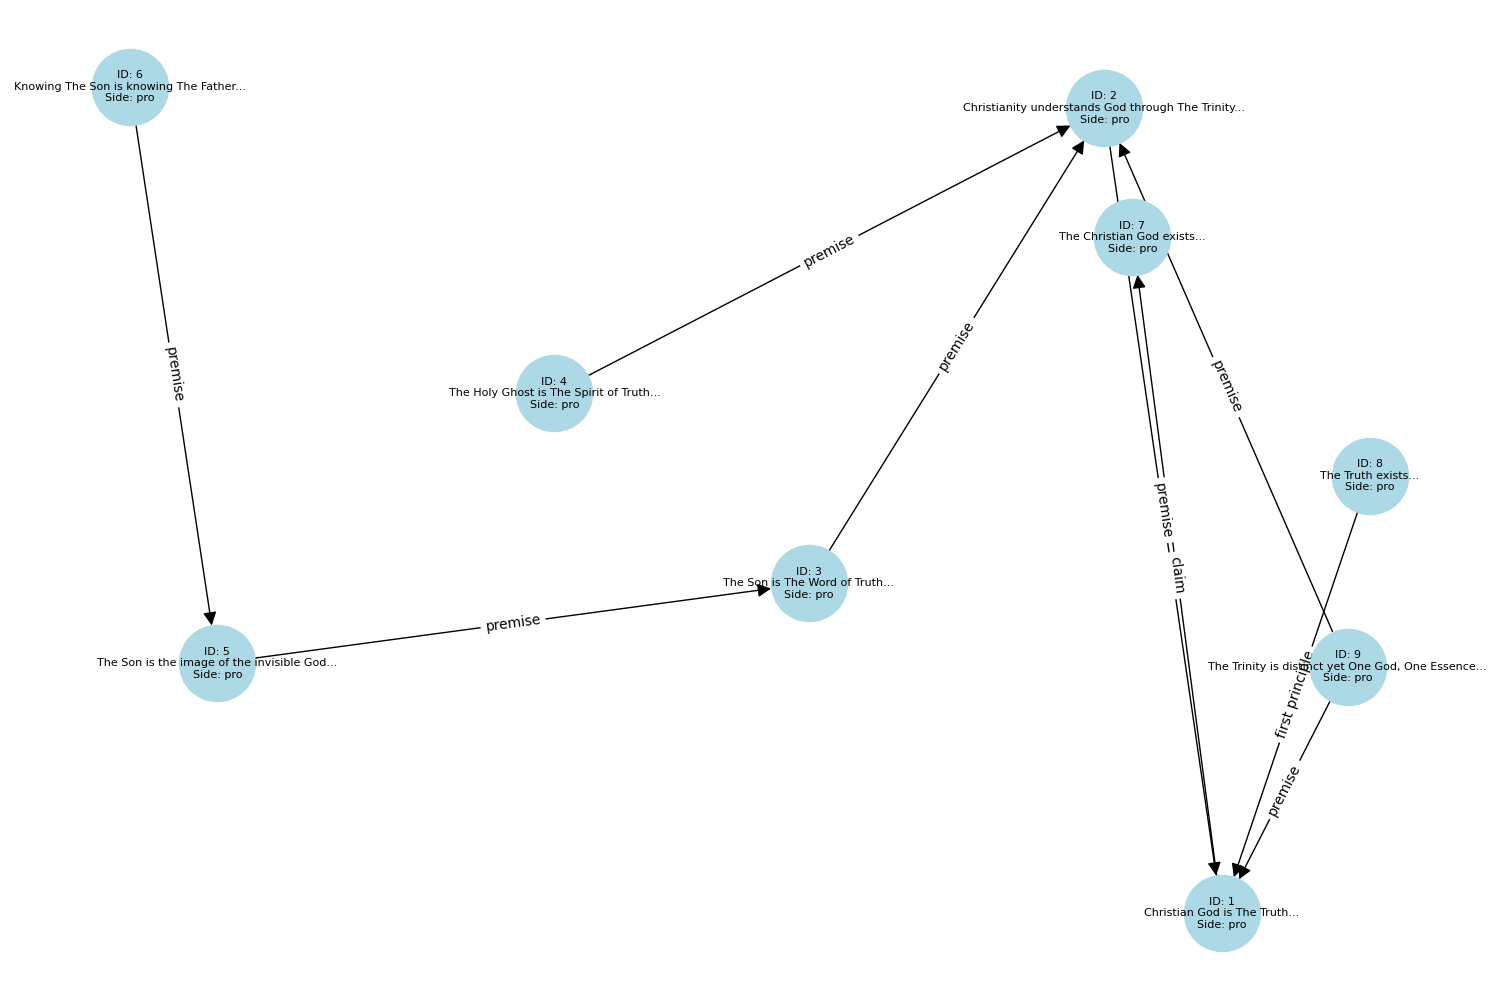 ID: 6
Knowing The Son is knowing The Father...
Side: pro
ID: 2
Christianity understands God through The Trinity...
Side: pro
ID: 7
The Christian God exists...
Side: pro
premise
premise
premise
premise
ID: 4
The Holy Ghost is The Spirit of Truth...
Side: pro
ID: 8
The Truth exists...
Side: pro
premise
= claim
ID: 3
The Son is The Word of Truth...
Side: pro
premise
ID: 5
The Son is the image of the invisible God...
Side: pro
ID: 9
The Trinity is distinct yet One God, One Essence...
Side: pro
first principle
premise
ID: 1
Christian God is The Truth...
Side: pro